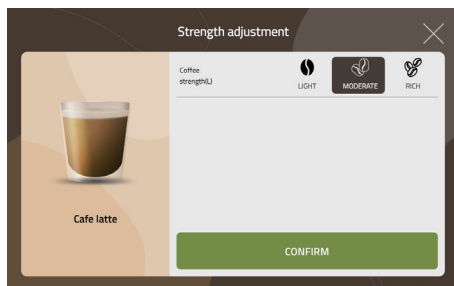 Strength adjustment
Coffee
strength(L)
LIGHT
MODERATE
RICH
Cafe latte
CONFIRM